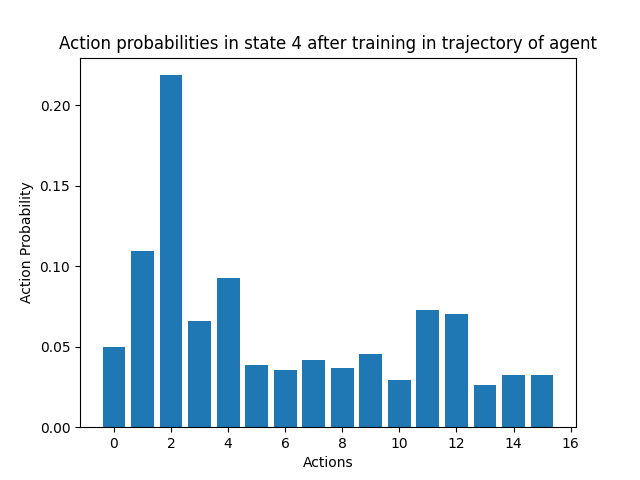 Action probabilities in state 4 after training in trajectory of agent
0.20
0.15
0.10
0.05
0.00
Action Probability
0 2 4 6 8 10 12 14 16
Actions